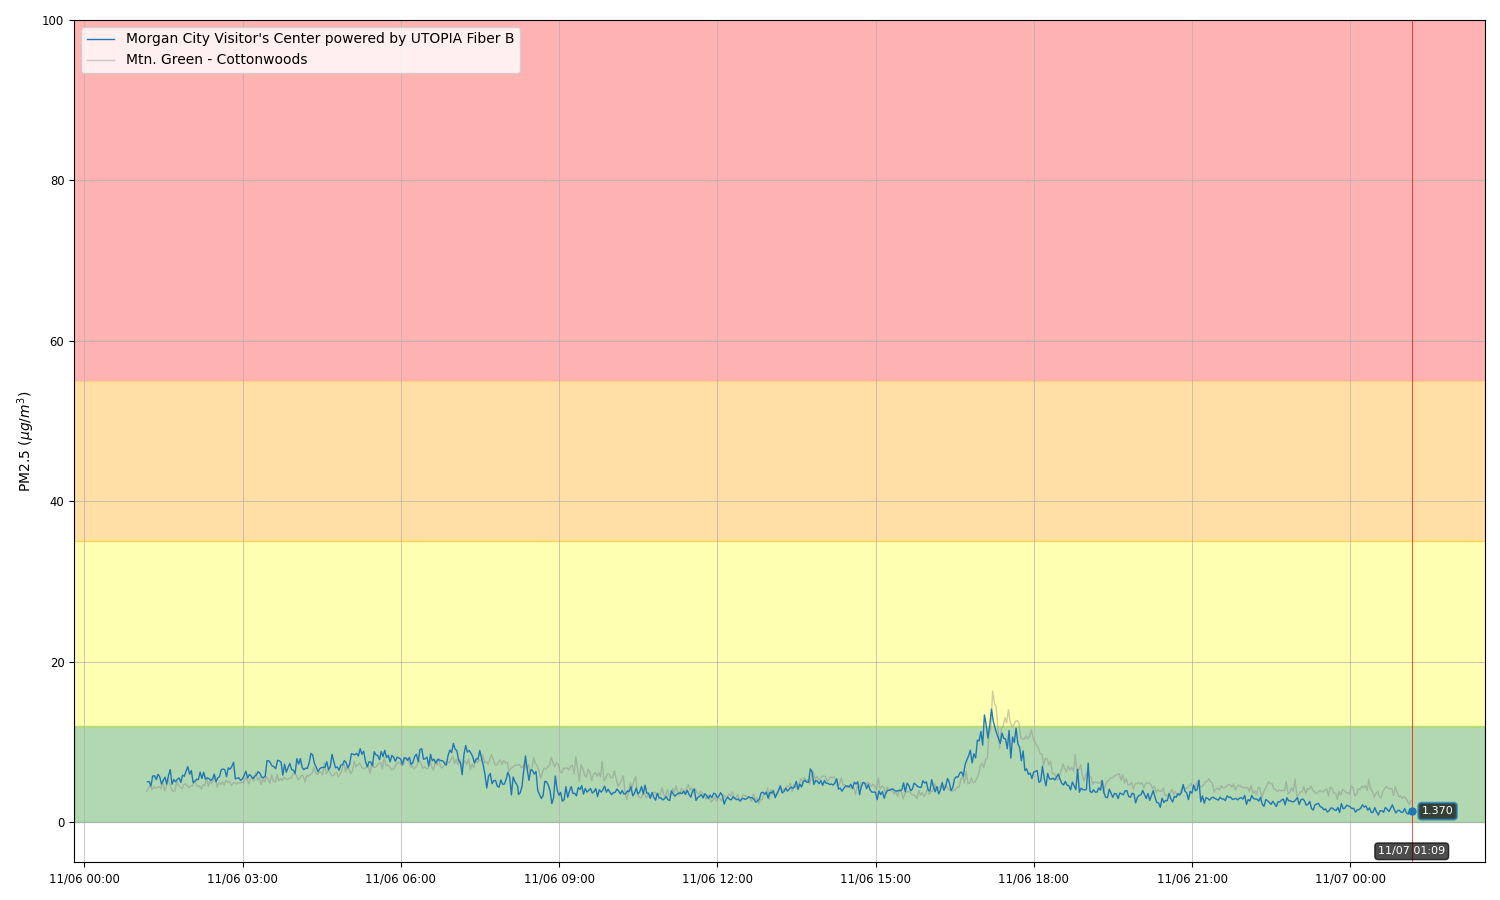 100
80
60
40
20
0
PM2.5 (μg/m³)
Morgan City Visitor's Center powered by UTOPIA Fiber B
Mtn. Green - Cottonwoods
1.370
11/07 01:09
11/06 00:00 11/06 03:00 11/06 06:00 11/06 09:00 11/06 12:00 11/06 15:00 11/06 18:00 11/06 21:00 11/07 00:00